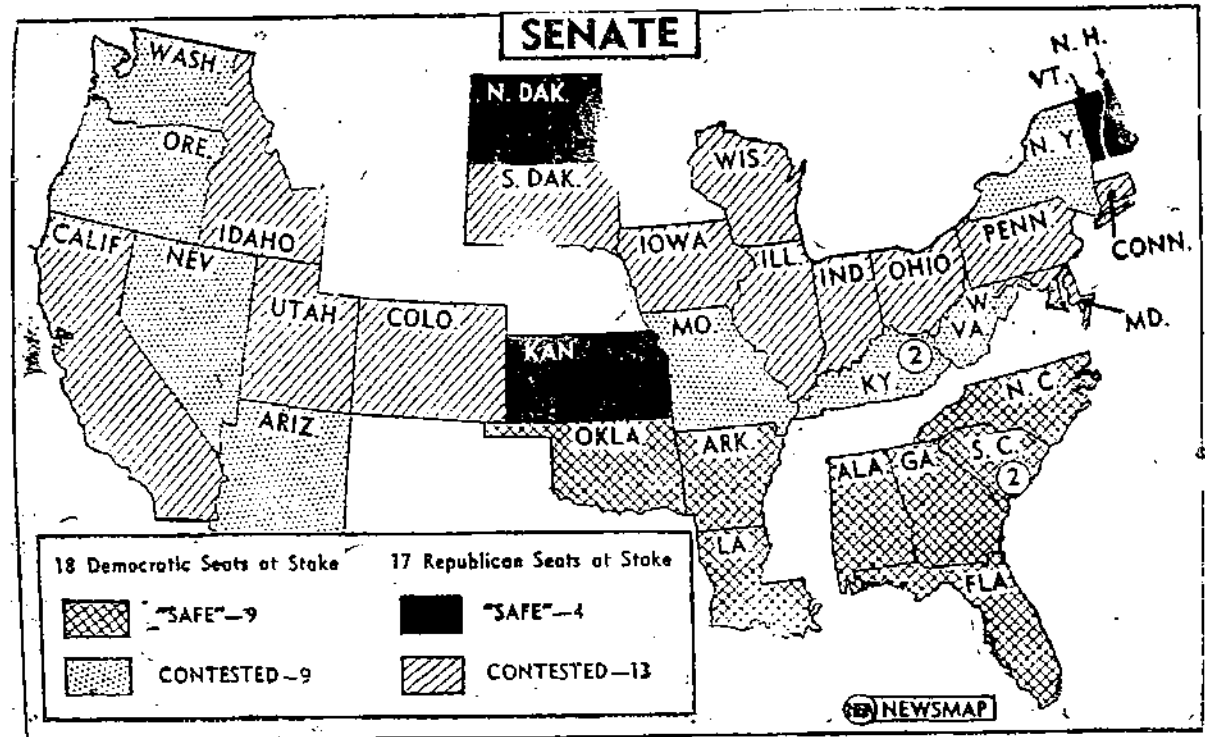 SENATE
WASH
N. DAK.
N. H.
VT.
ORE.
WIS.
N. Y.
S. DAK.
CALIF
IDAHO
IOWA
PENN.
NEV
ILL.
IND.
OHIO
CONN.
UTAH
COLO
MO.
W.
VA.
MD.
KAN
2
KY.
N. C.
ARIZ
OKLA.
ARK.
ALA.
GA.
S. C.
2
LA.
FLA.
18 Democratic Seats at Stake
17 Republican Seats at Stake
"SAFE"—9
"SAFE"—4
CONTESTED—9
CONTESTED—13
NEA NEWSMAP